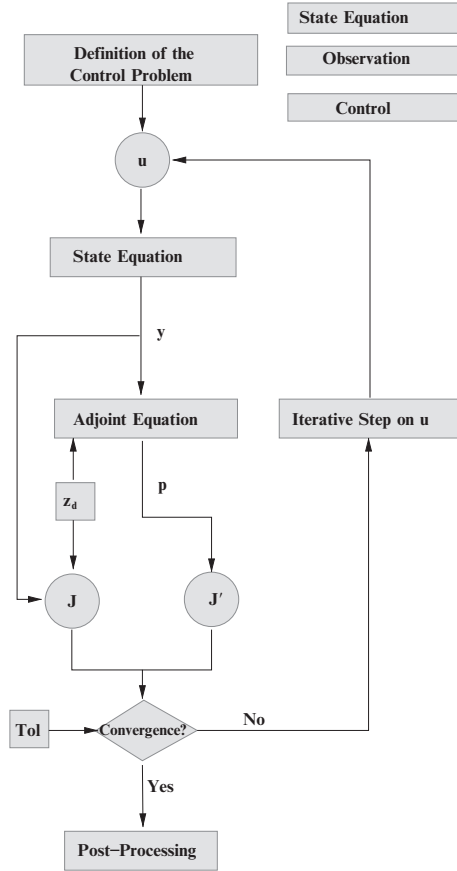 State Equation
Definition of the
Control Problem
Observation
Control
u
State Equation
y
Adjoint Equation
Iterative Step on u
p
z_d
J
J′
Tol
Convergence?
No
Yes
Post−Processing